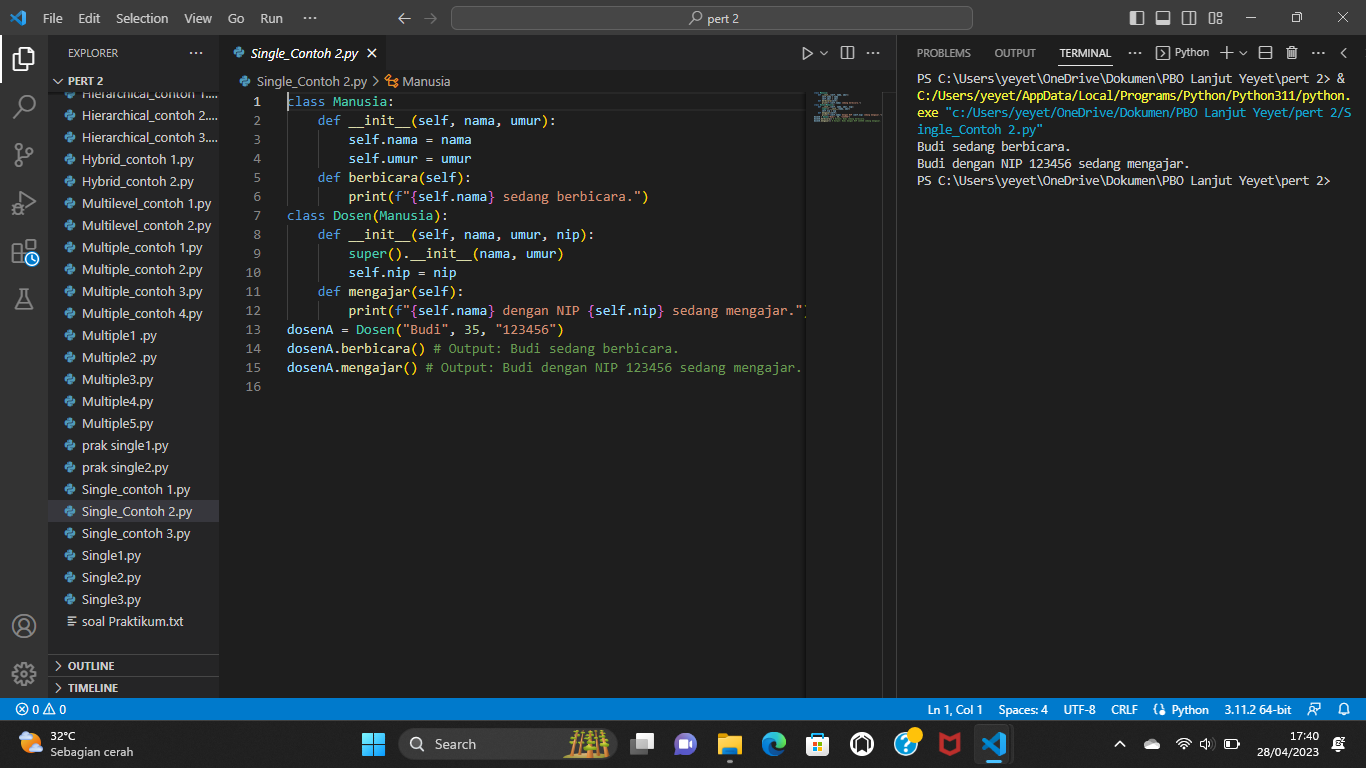 File Edit Selection View Go Run ··· pert 2
EXPLORER ···
PERT 2
Hierarchical_contoh 1....
Hierarchical_contoh 2....
Hierarchical_contoh 3....
Hybrid_contoh 1.py
Hybrid_contoh 2.py
Multilevel_contoh 1.py
Multilevel_contoh 2.py
Multiple_contoh 1.py
Multiple_contoh 2.py
Multiple_contoh 3.py
Multiple_contoh 4.py
Multiple1 .py
Multiple2 .py
Multiple3.py
Multiple4.py
Multiple5.py
prak single1.py
prak single2.py
Single_contoh 1.py
Single_Contoh 2.py
Single_contoh 3.py
Single1.py
Single2.py
Single3.py
soal Praktikum.txt
OUTLINE
TIMELINE
Single_Contoh 2.py
Single_Contoh 2.py > Manusia
1 class Manusia:
2 def __init__(self, nama, umur):
3 self.nama = nama
4 self.umur = umur
5 def berbicara(self):
6 print(f"{self.nama} sedang berbicara.")
7 class Dosen(Manusia):
8 def __init__(self, nama, umur, nip):
9 super().__init__(nama, umur)
10 self.nip = nip
11 def mengajar(self):
12 print(f"{self.nama} dengan NIP {self.nip} sedang mengajar.")
13 dosenA = Dosen("Budi", 35, "123456")
14 dosenA.berbicara() # Output: Budi sedang berbicara.
15 dosenA.mengajar() # Output: Budi dengan NIP 123456 sedang mengajar.
16
PROBLEMS OUTPUT TERMINAL ··· Python ···
PS C:\Users\yeyet\OneDrive\Dokumen\PBO Lanjut Yeyet\pert 2> &
C:/Users/yeyet/AppData/Local/Programs/Python/Python311/python.
exe "c:/Users/yeyet/OneDrive/Dokumen/PBO Lanjut Yeyet/pert 2/S
ingle_Contoh 2.py"
Budi sedang berbicara.
Budi dengan NIP 123456 sedang mengajar.
PS C:\Users\yeyet\OneDrive\Dokumen\PBO Lanjut Yeyet\pert 2>
0 0 Ln 1, Col 1 Spaces: 4 UTF-8 CRLF Python 3.11.2 64-bit
32°C
Sebagian cerah
Search
17:40
28/04/2023